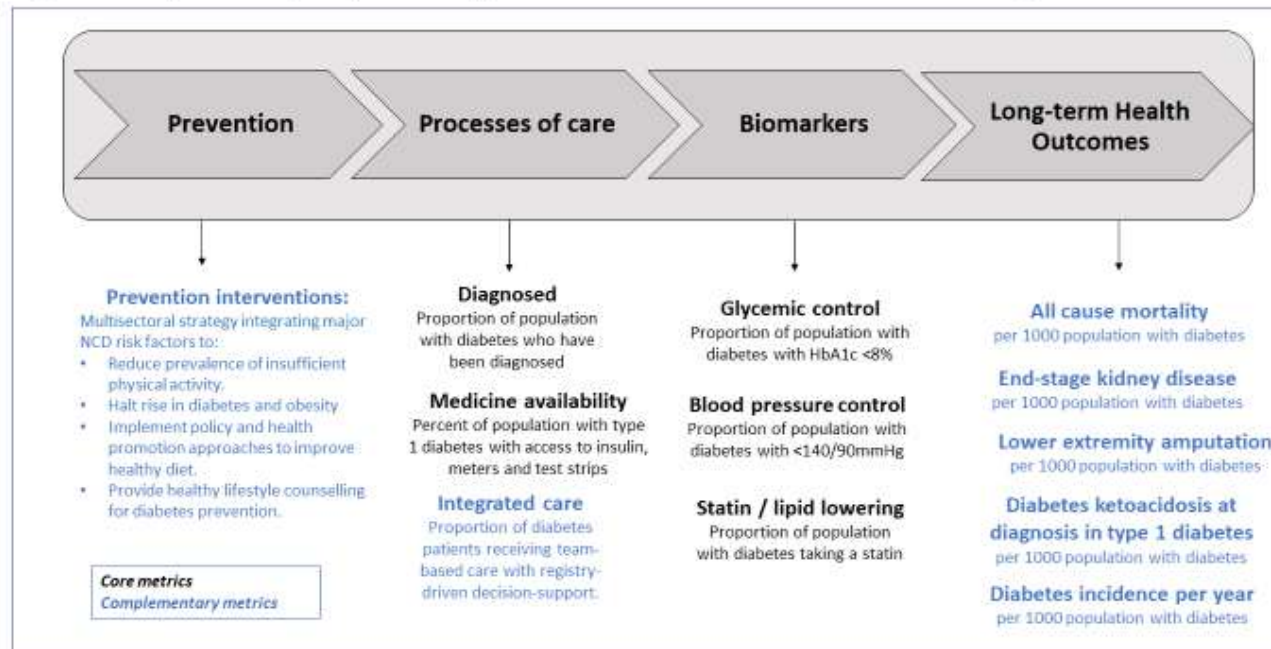 Prevention
Processes of care
Biomarkers
Long-term Health
Outcomes
Prevention interventions:
Multisectoral strategy integrating major
NCD risk factors to:
• Reduce prevalence of insufficient
physical activity.
• Halt rise in diabetes and obesity
• Implement policy and health
promotion approaches to improve
healthy diet.
• Provide healthy lifestyle counselling
for diabetes prevention.
Core metrics
Complementary metrics
Diagnosed
Proportion of population
with diabetes who have
been diagnosed
Medicine availability
Percent of population with type
1 diabetes with access to insulin,
meters and test strips
Integrated care
Proportion of diabetes
patients receiving team-
based care with registry-
driven decision-support.
Glycemic control
Proportion of population with
diabetes with HbA1c <8%
Blood pressure control
Proportion of population with
diabetes with <140/90mmHg
Statin / lipid lowering
Proportion of population
with diabetes taking a statin
All cause mortality
per 1000 population with diabetes
End-stage kidney disease
per 1000 population with diabetes
Lower extremity amputation
per 1000 population with diabetes
Diabetes ketoacidosis at
diagnosis in type 1 diabetes
per 1000 population with diabetes
Diabetes incidence per year
per 1000 population with diabetes